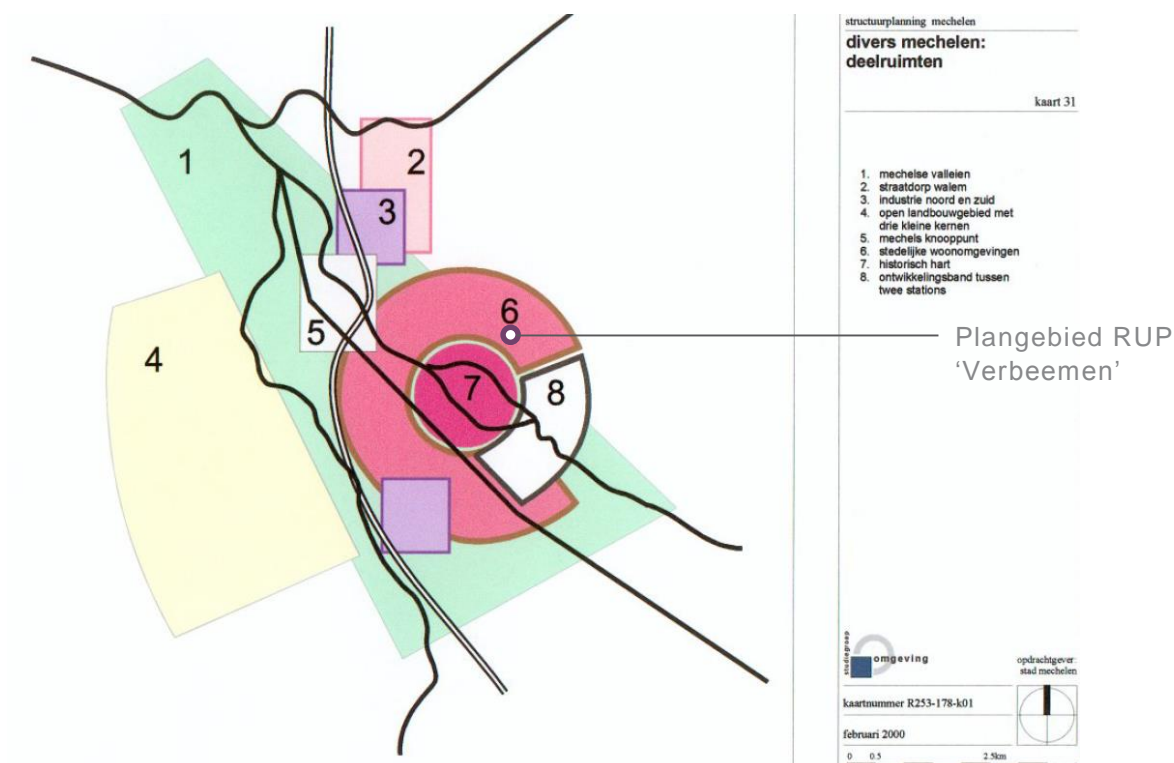 structuurplanning mechelen
divers mechelen:
deelruimten
kaart 31
1. mechelse valleien
2. straatdorp walem
3. industrie noord en zuid
4. open landbouwgebied met
drie kleine kernen
5. mechels knooppunt
6. stedelijke woonomgevingen
7. historisch hart
8. ontwikkelingsband tussen
twee stations
1
2
3
4
5
6
7
8
Plangebied RUP
‘Verbeemen’
studiegroep
omgeving
opdrachtgever:
stad mechelen
kaartnummer R253-178-k01
februari 2000
0 0.5 2.5km